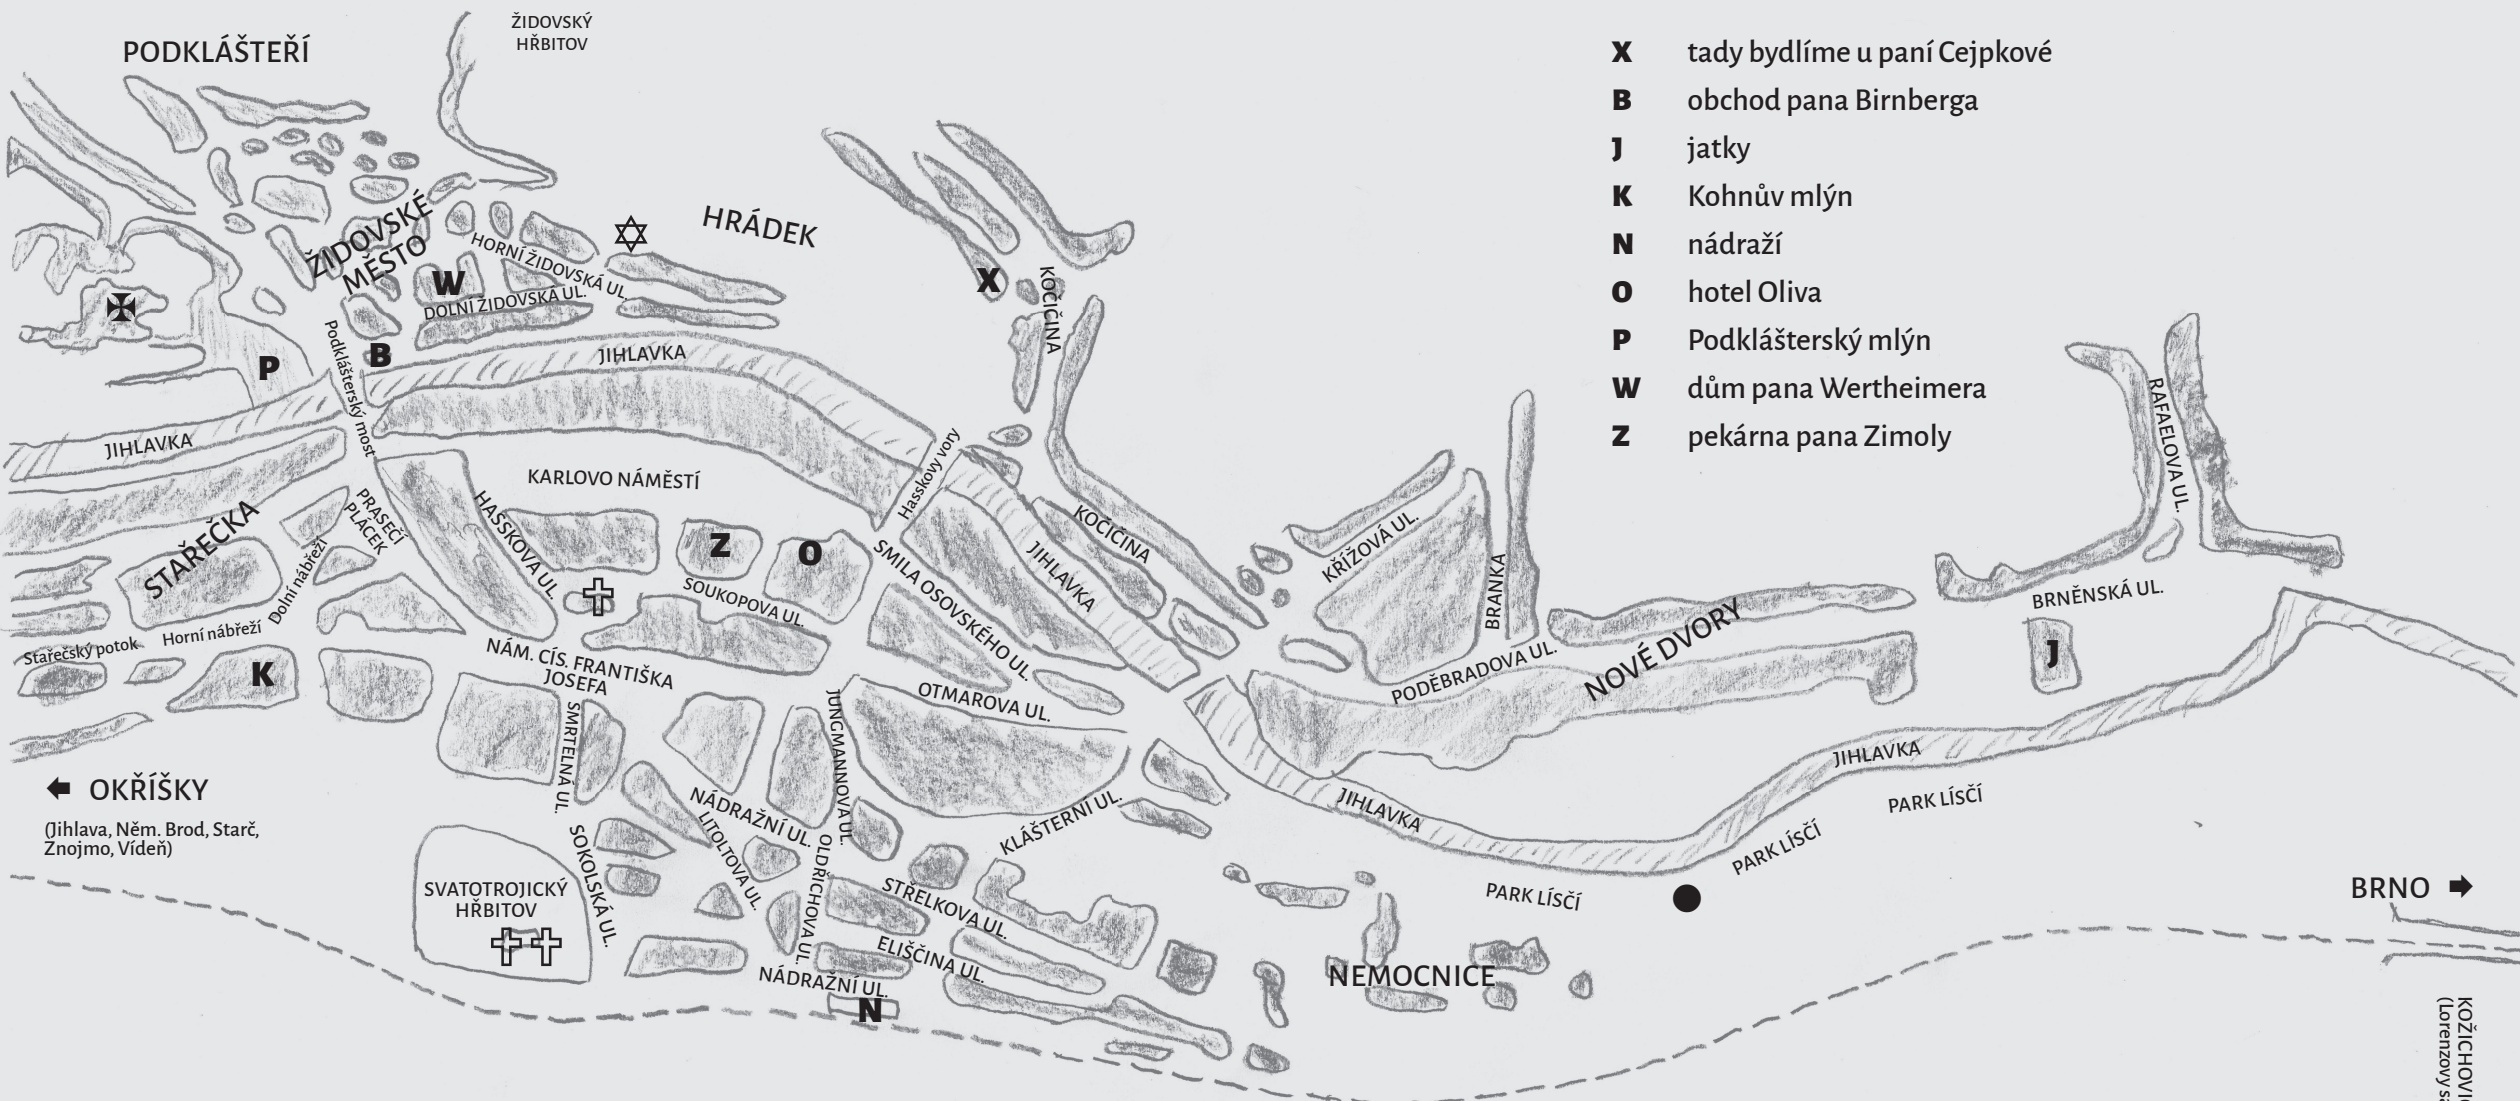 PODKLÁŠTEŘÍ
ŽIDOVSKÝ
HŘBITOV
X tady bydlíme u paní Cejpkové
B obchod pana Birnberga
J jatky
K Kohnův mlýn
N nádraží
O hotel Oliva
P Podklášterský mlýn
W dům pana Wertheimera
Z pekárna pana Zimoly
ŽIDOVSKÉ
MĚSTO
HRÁDEK
HORNÍ ŽIDOVSKÁ UL.
W
DOLNÍ ŽIDOVSKÁ UL.
X
KOČIČINA
P
B
Podklášterský most
JIHLAVKA
JIHLAVKA
KARLOVO NÁMĚSTÍ
Hasskovy vory
RAFAELOVA UL.
STAŘEČKA
PRASEČÍ
PLÁCEK
HASSKOVA UL.
Z
O
KOČIČINA
JIHLAVKA
KŘÍŽOVÁ UL.
BRANKA
SMILA OSOVSKÉHO UL.
SOUKOPOVA UL.
Dolní nábřeží
Horní nábřeží
Stařečský potok
K
NÁM. CÍS. FRANTIŠKA
JOSEFA
OTMAROVA UL.
PODĚBRADOVA UL.
NOVÉ DVORY
BRNĚNSKÁ UL.
J
SMRTELNÁ UL.
JUNGMANNOVA UL.
NÁDRAŽNÍ UL.
LITOLTOVA UL.
KLÁŠTERNÍ UL.
JIHLAVKA
JIHLAVKA
PARK LÍSČÍ
PARK LÍSČÍ
PARK LÍSČÍ
OKŘÍŠKY
(Jihlava, Něm. Brod, Starč,
Znojmo, Vídeň)
SOKOLSKÁ UL.
OLDŘICHOVA UL.
SVATOTROJICKÝ
HŘBITOV
STŘELKOVA UL.
ELIŠČINA UL.
NÁDRAŽNÍ UL.
N
NEMOCNICE
BRNO